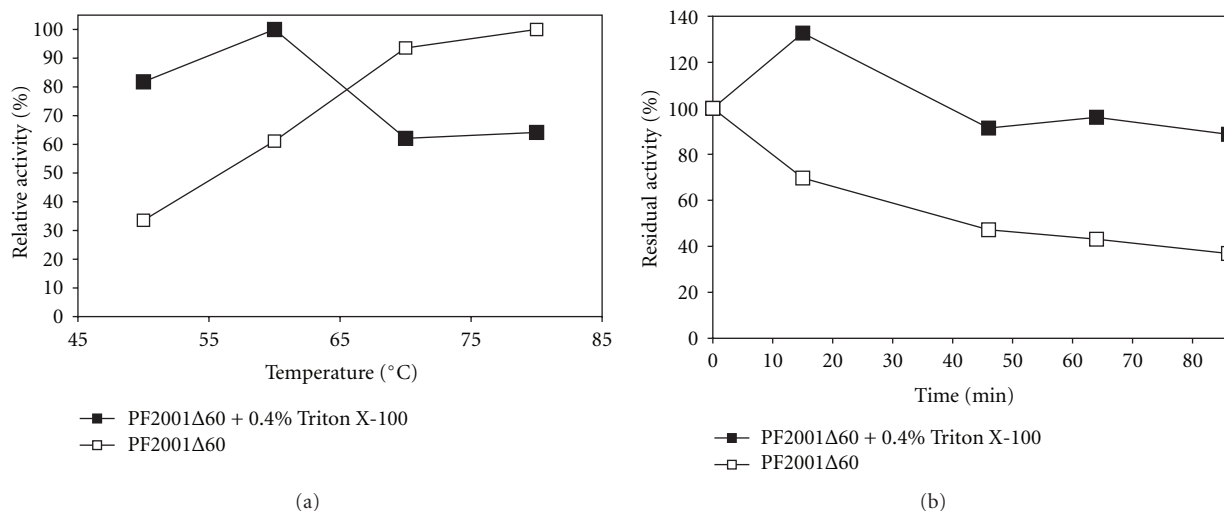 100
90
80
70
60
50
40
30
20
10
0
Relative activity (%)
45 55 65 75 85
Temperature (°C)
PF2001Δ60 + 0.4% Triton X-100
PF2001Δ60
(a)
140
120
100
80
60
40
20
0
Residual activity (%)
0 10 20 30 40 50 60 70 80
Time (min)
PF2001Δ60 + 0.4% Triton X-100
PF2001Δ60
(b)